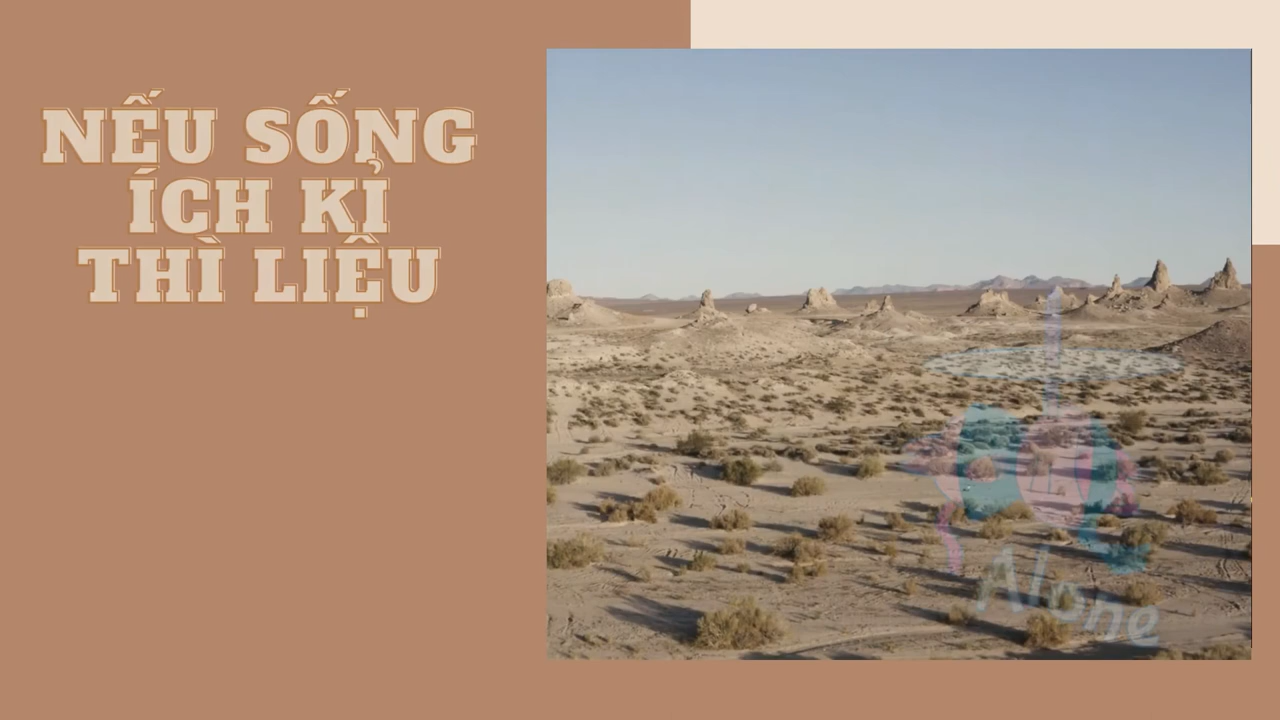 NẾU SỐNG
ÍCH KỈ
THÌ LIỆU
Alone